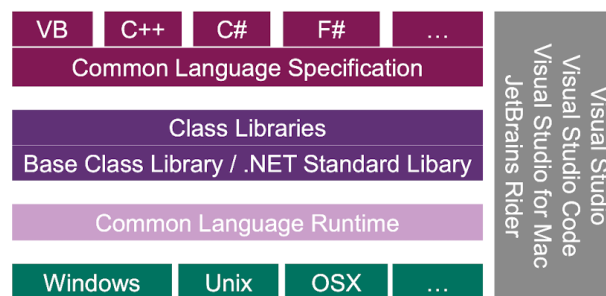 VB C++ C# F# ...
Common Language Specification
Class Libraries
Base Class Library / .NET Standard Libary
Common Language Runtime
Windows Unix OSX ...
Visual Studio
Visual Studio Code
Visual Studio for Mac
JetBrains Rider